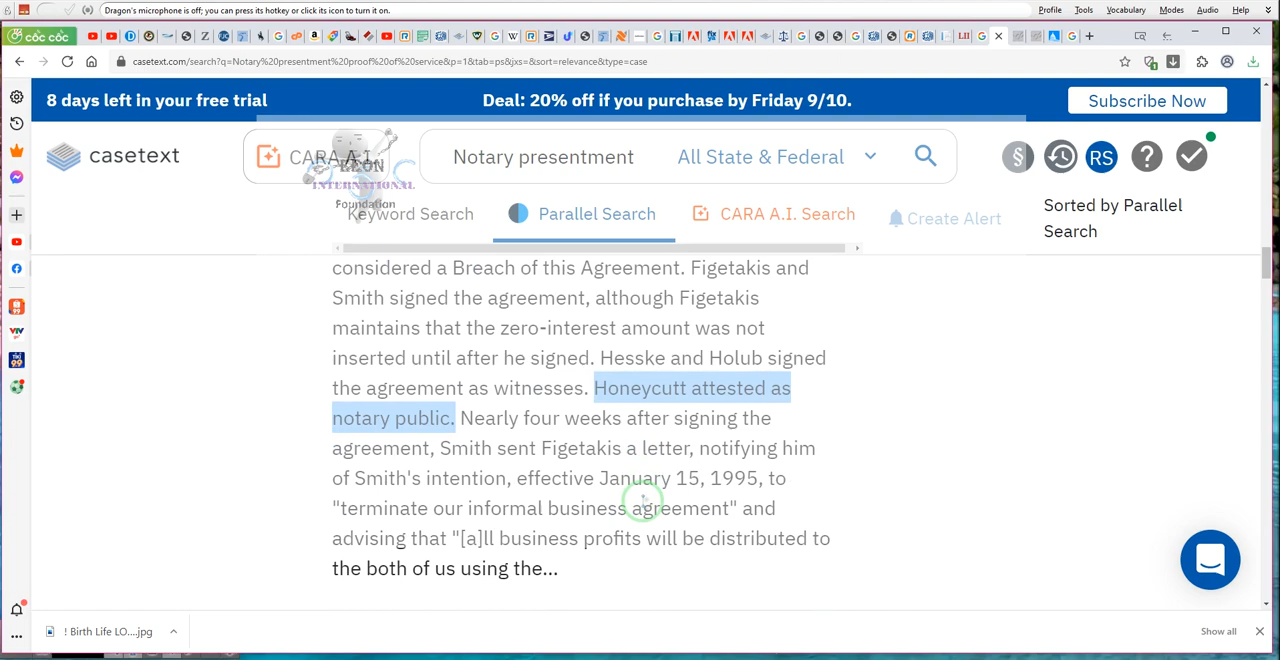 Dragon's microphone is off; you can press its hotkey or click its icon to turn it on.
Profile Tools Vocabulary Modes Audio Help
CỐC CỐC
casetext.com/search?q=Notary%20presentment%20proof%20of%20service&p=1&tab=ps&jxs=&sort=relevance&type=case
8 days left in your free trial
Deal: 20% off if you purchase by Friday 9/10.
Subscribe Now
casetext
CARA A.I.
Notary presentment
All State & Federal
RS
INTERNATIONAL
Foundation
Keyword Search
Parallel Search
CARA A.I. Search
Create Alert
Sorted by Parallel
Search
considered a Breach of this Agreement. Figetakis and
Smith signed the agreement, although Figetakis
maintains that the zero-interest amount was not
inserted until after he signed. Hesske and Holub signed
the agreement as witnesses. Honeycutt attested as
notary public. Nearly four weeks after signing the
agreement, Smith sent Figetakis a letter, notifying him
of Smith's intention, effective January 15, 1995, to
"terminate our informal business agreement" and
advising that "[a]ll business profits will be distributed to
the both of us using the...
! Birth Life LO....jpg
Show all